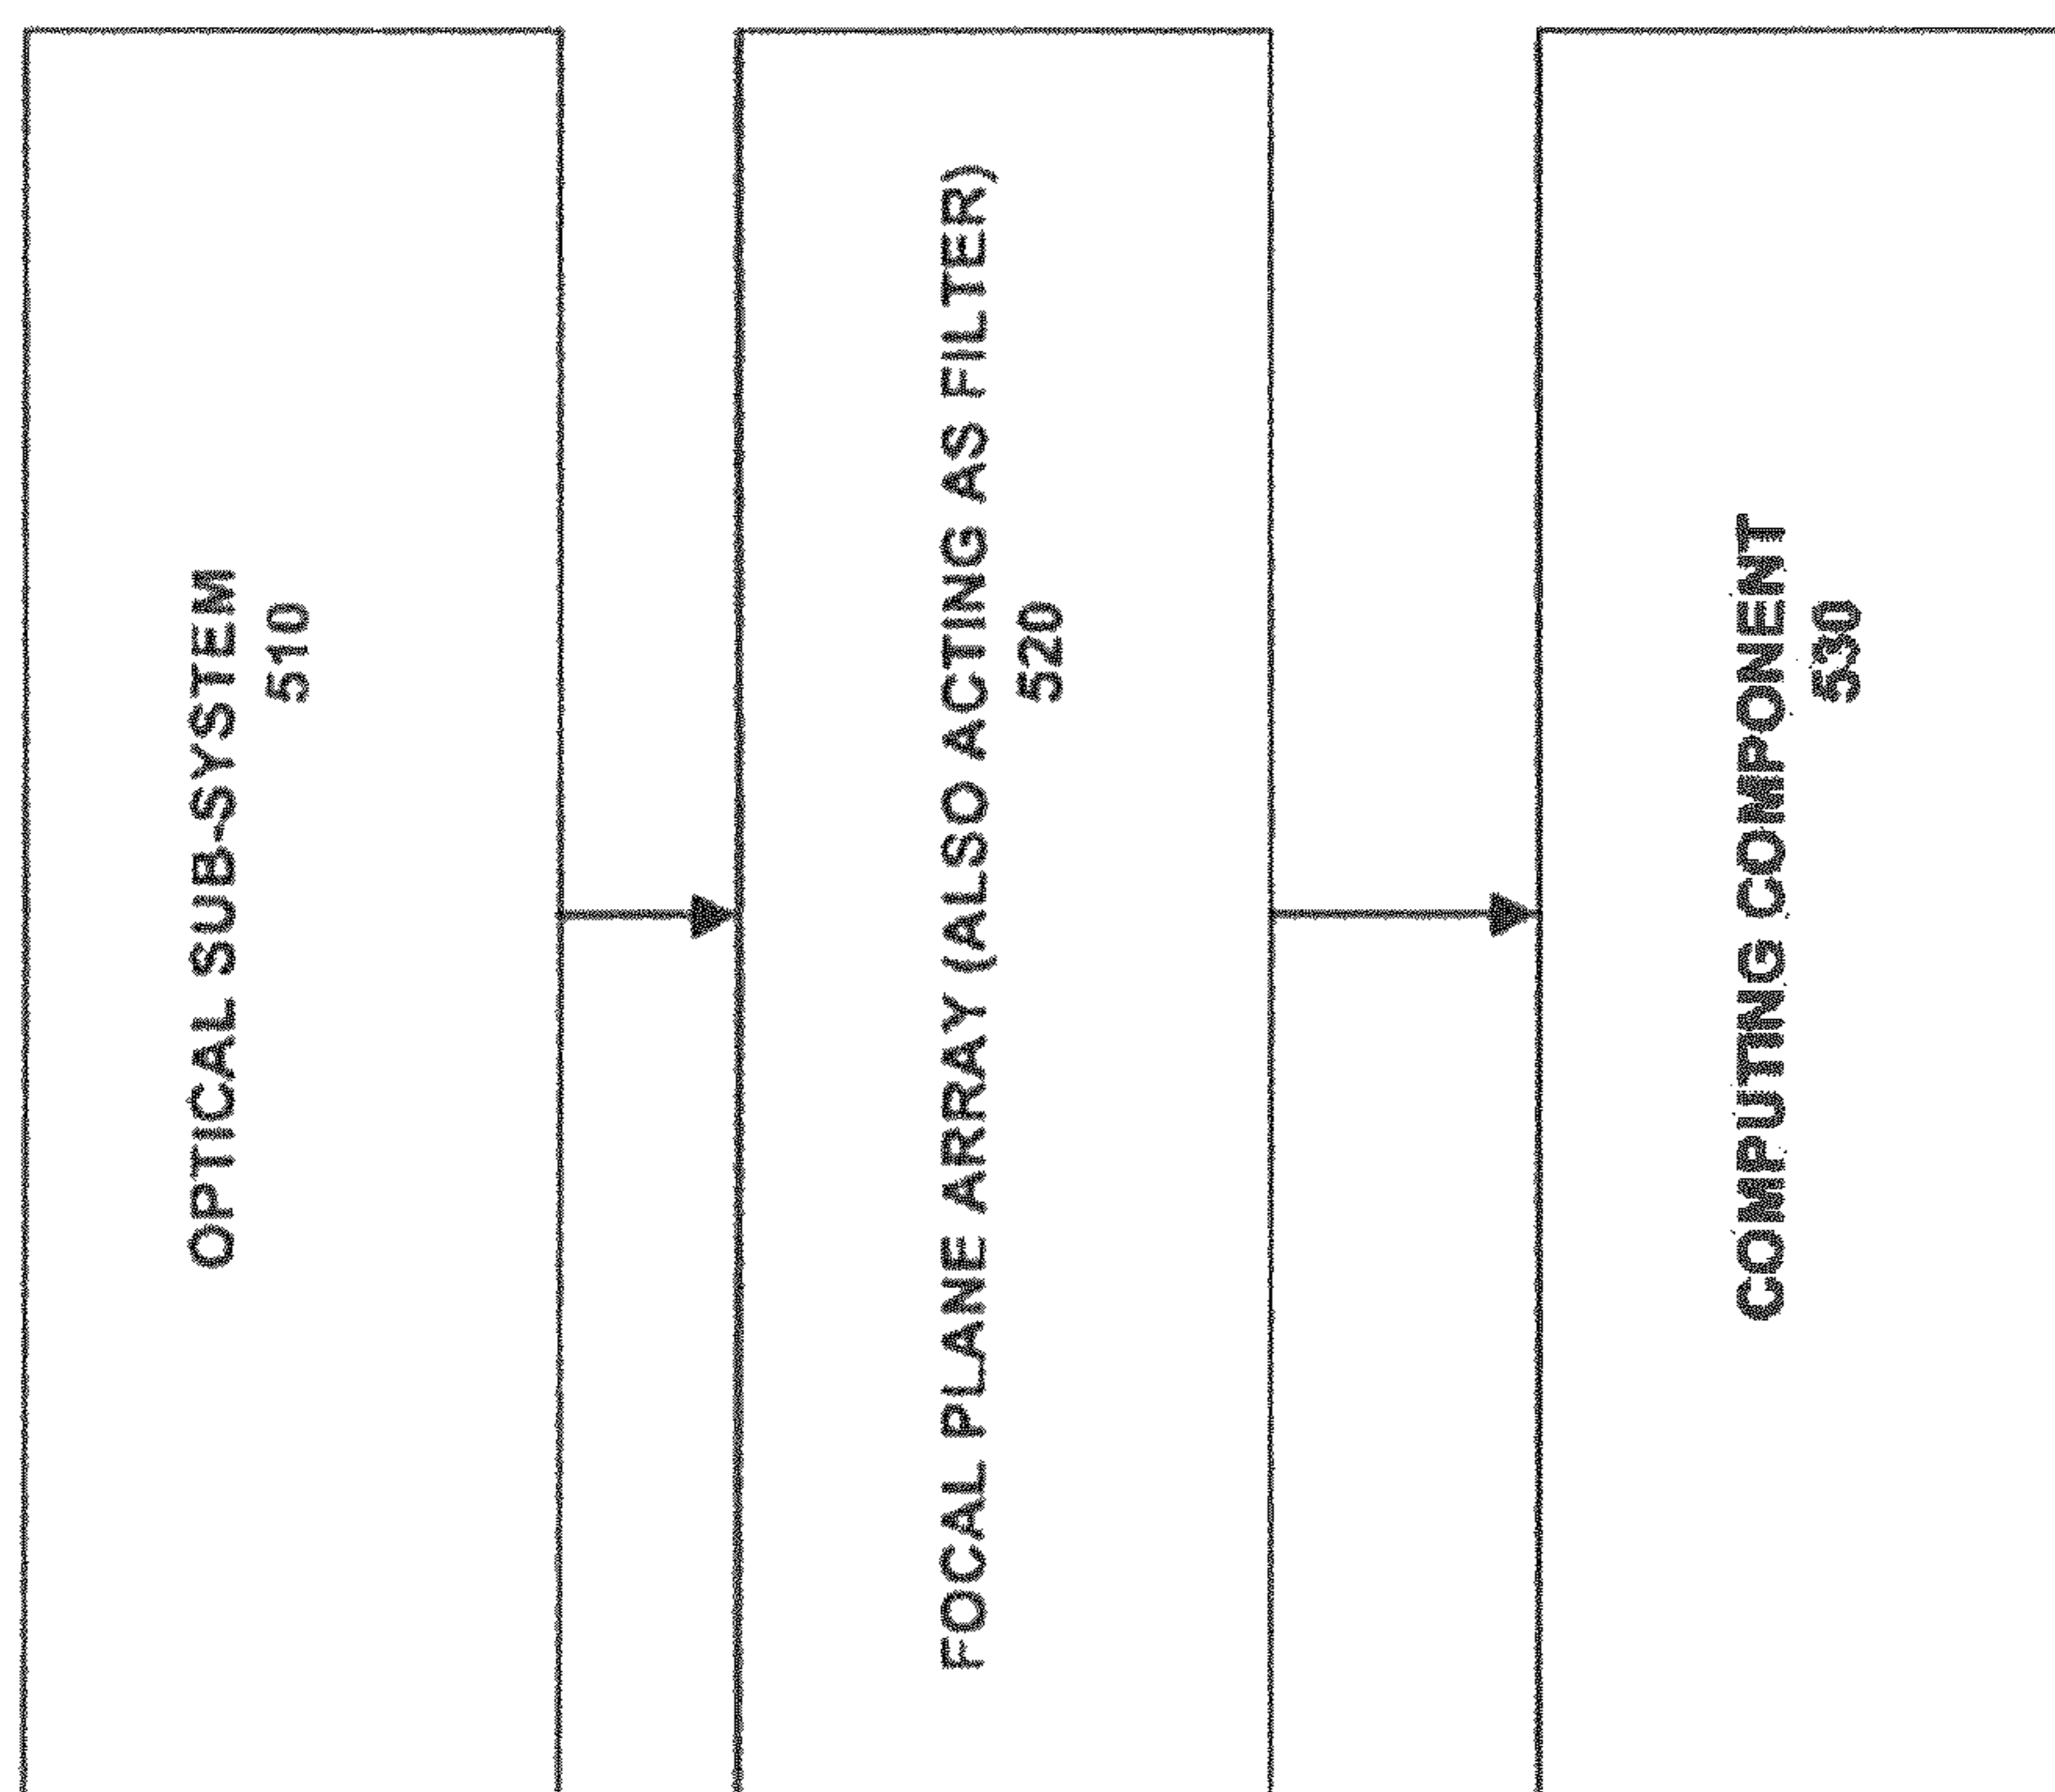 OPTICAL SUB-SYSTEM
510
FOCAL PLANE ARRAY (ALSO ACTING AS FILTER)
520
COMPUTING COMPONENT
530